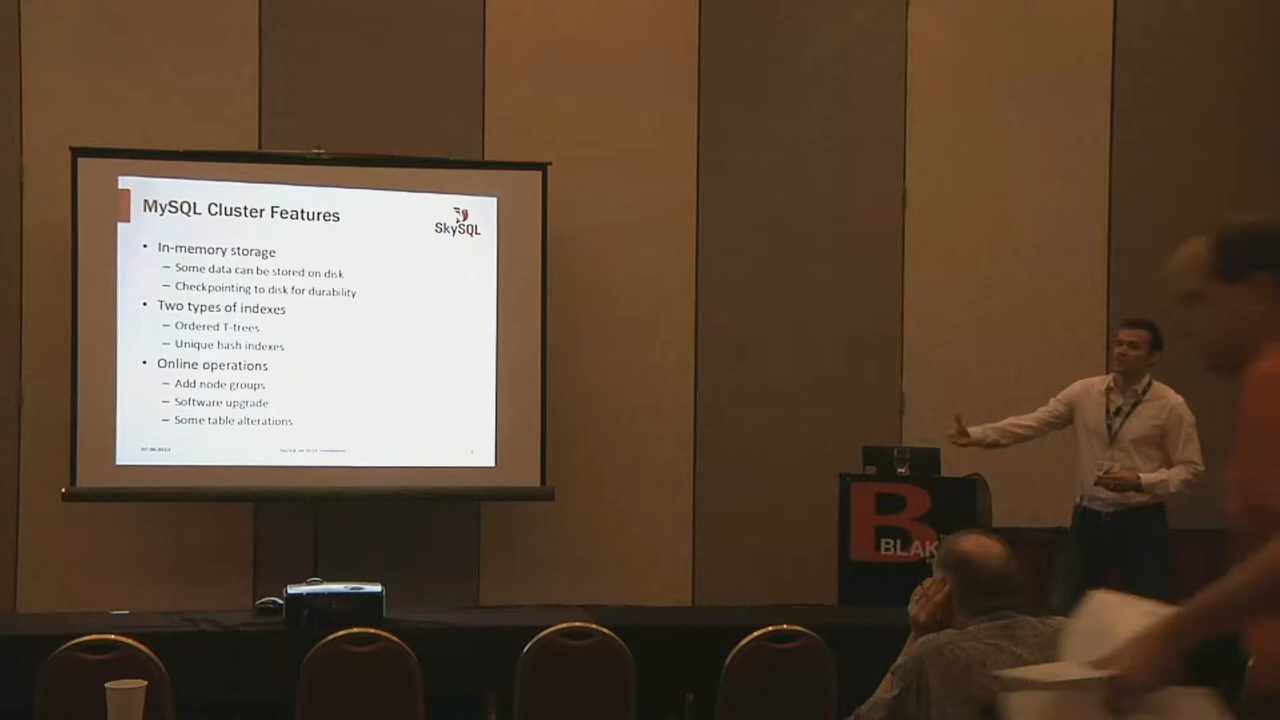 MySQL Cluster Features
SkySQL
• In-memory storage
– Some data can be stored on disk
– Checkpointing to disk for durability
• Two types of indexes
– Ordered T-trees
– Unique hash indexes
• Online operations
– Add node groups
– Software upgrade
– Some table alterations
B
BLAK